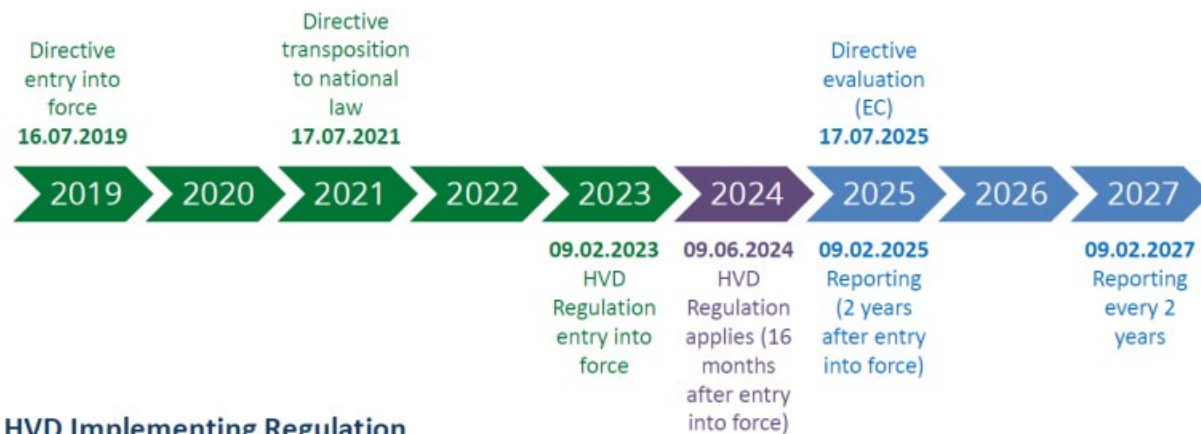 Directive
entry into
force
16.07.2019
Directive
transposition
to national
law
17.07.2021
Directive
evaluation
(EC)
17.07.2025
2019
2020
2021
2022
2023
2024
2025
2026
2027
09.02.2023
HVD
Regulation
entry into
force
09.06.2024
HVD
Regulation
applies (16
months
after entry
into force)
09.02.2025
Reporting
(2 years
after entry
into force)
09.02.2027
Reporting
every 2
years
HVD Implementing Regulation